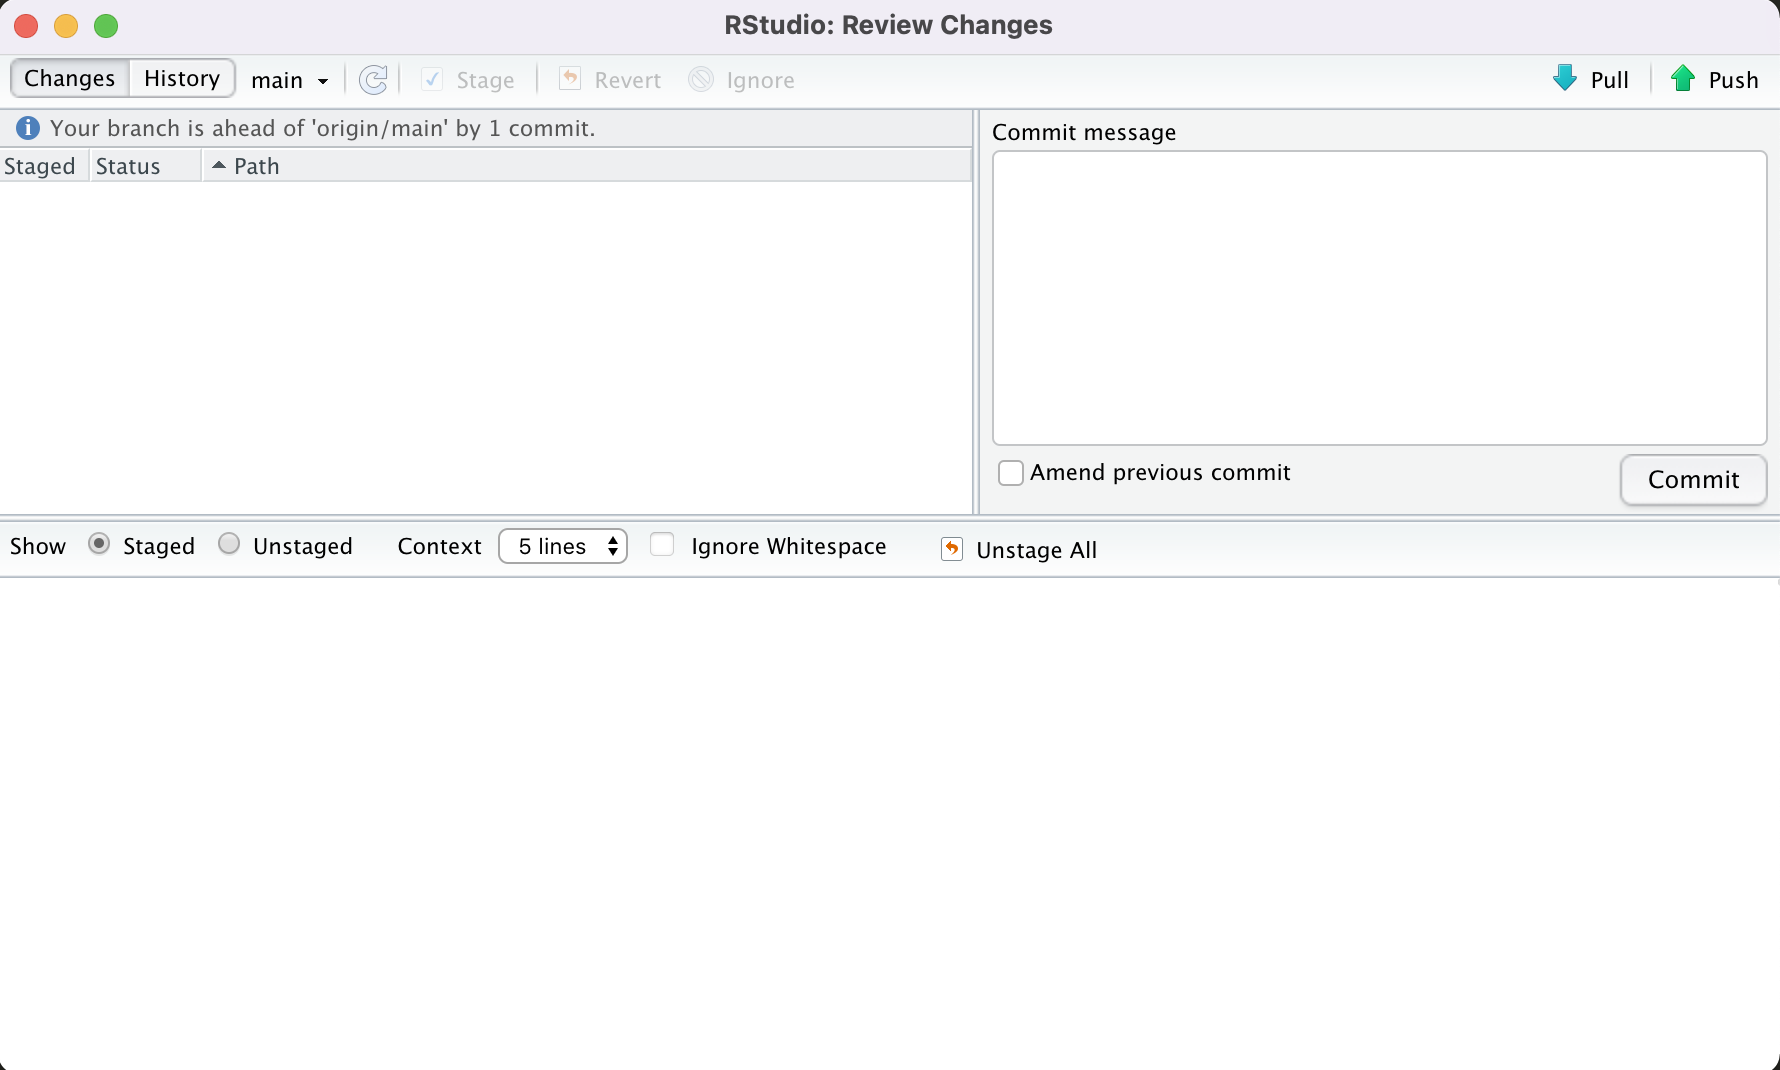 RStudio: Review Changes
Changes History main Stage Revert Ignore Pull Push
Your branch is ahead of 'origin/main' by 1 commit.
Staged Status Path
Commit message
Amend previous commit
Commit
Show Staged Unstaged Context 5 lines Ignore Whitespace Unstage All